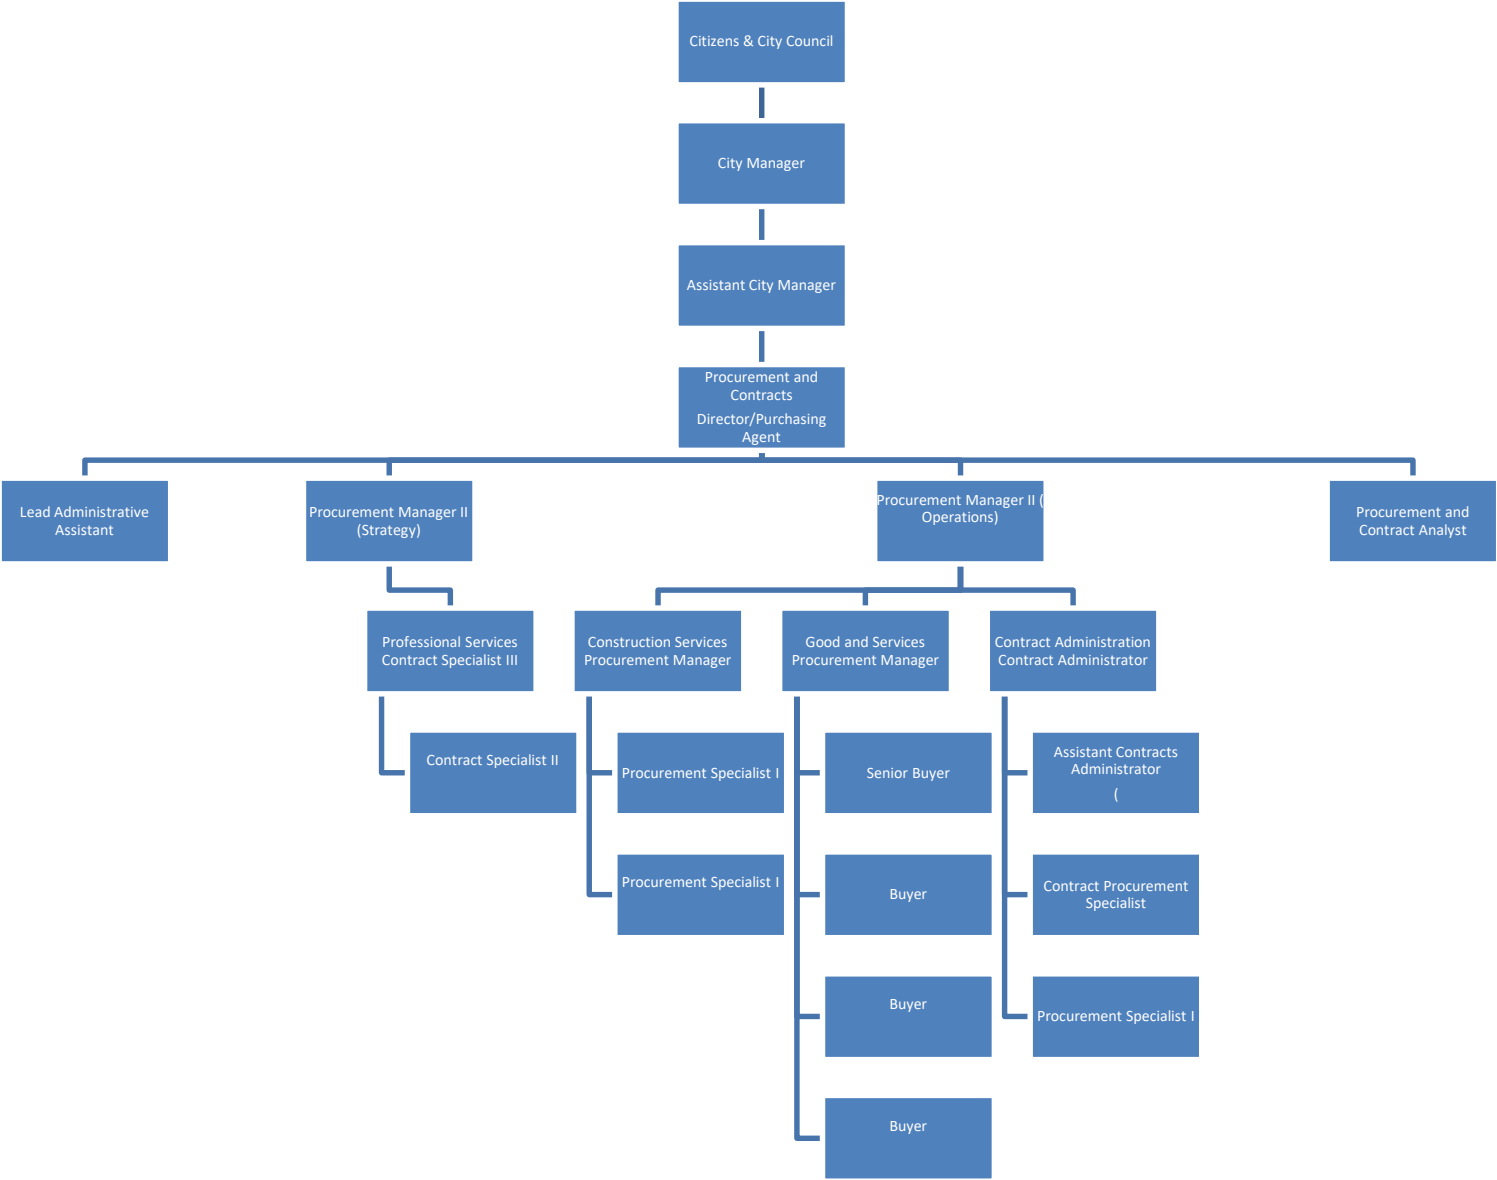 Citizens & City Council
City Manager
Assistant City Manager
Procurement and
Contracts
Director/Purchasing
Agent
Lead Administrative
Assistant
Procurement Manager II
(Strategy)
Procurement Manager II (
Operations)
Procurement and
Contract Analyst
Professional Services
Contract Specialist III
Construction Services
Procurement Manager
Good and Services
Procurement Manager
Contract Administration
Contract Administrator
Contract Specialist II
Procurement Specialist I
Senior Buyer
Assistant Contracts
Administrator
(
Procurement Specialist I
Buyer
Contract Procurement
Specialist
Buyer
Procurement Specialist I
Buyer